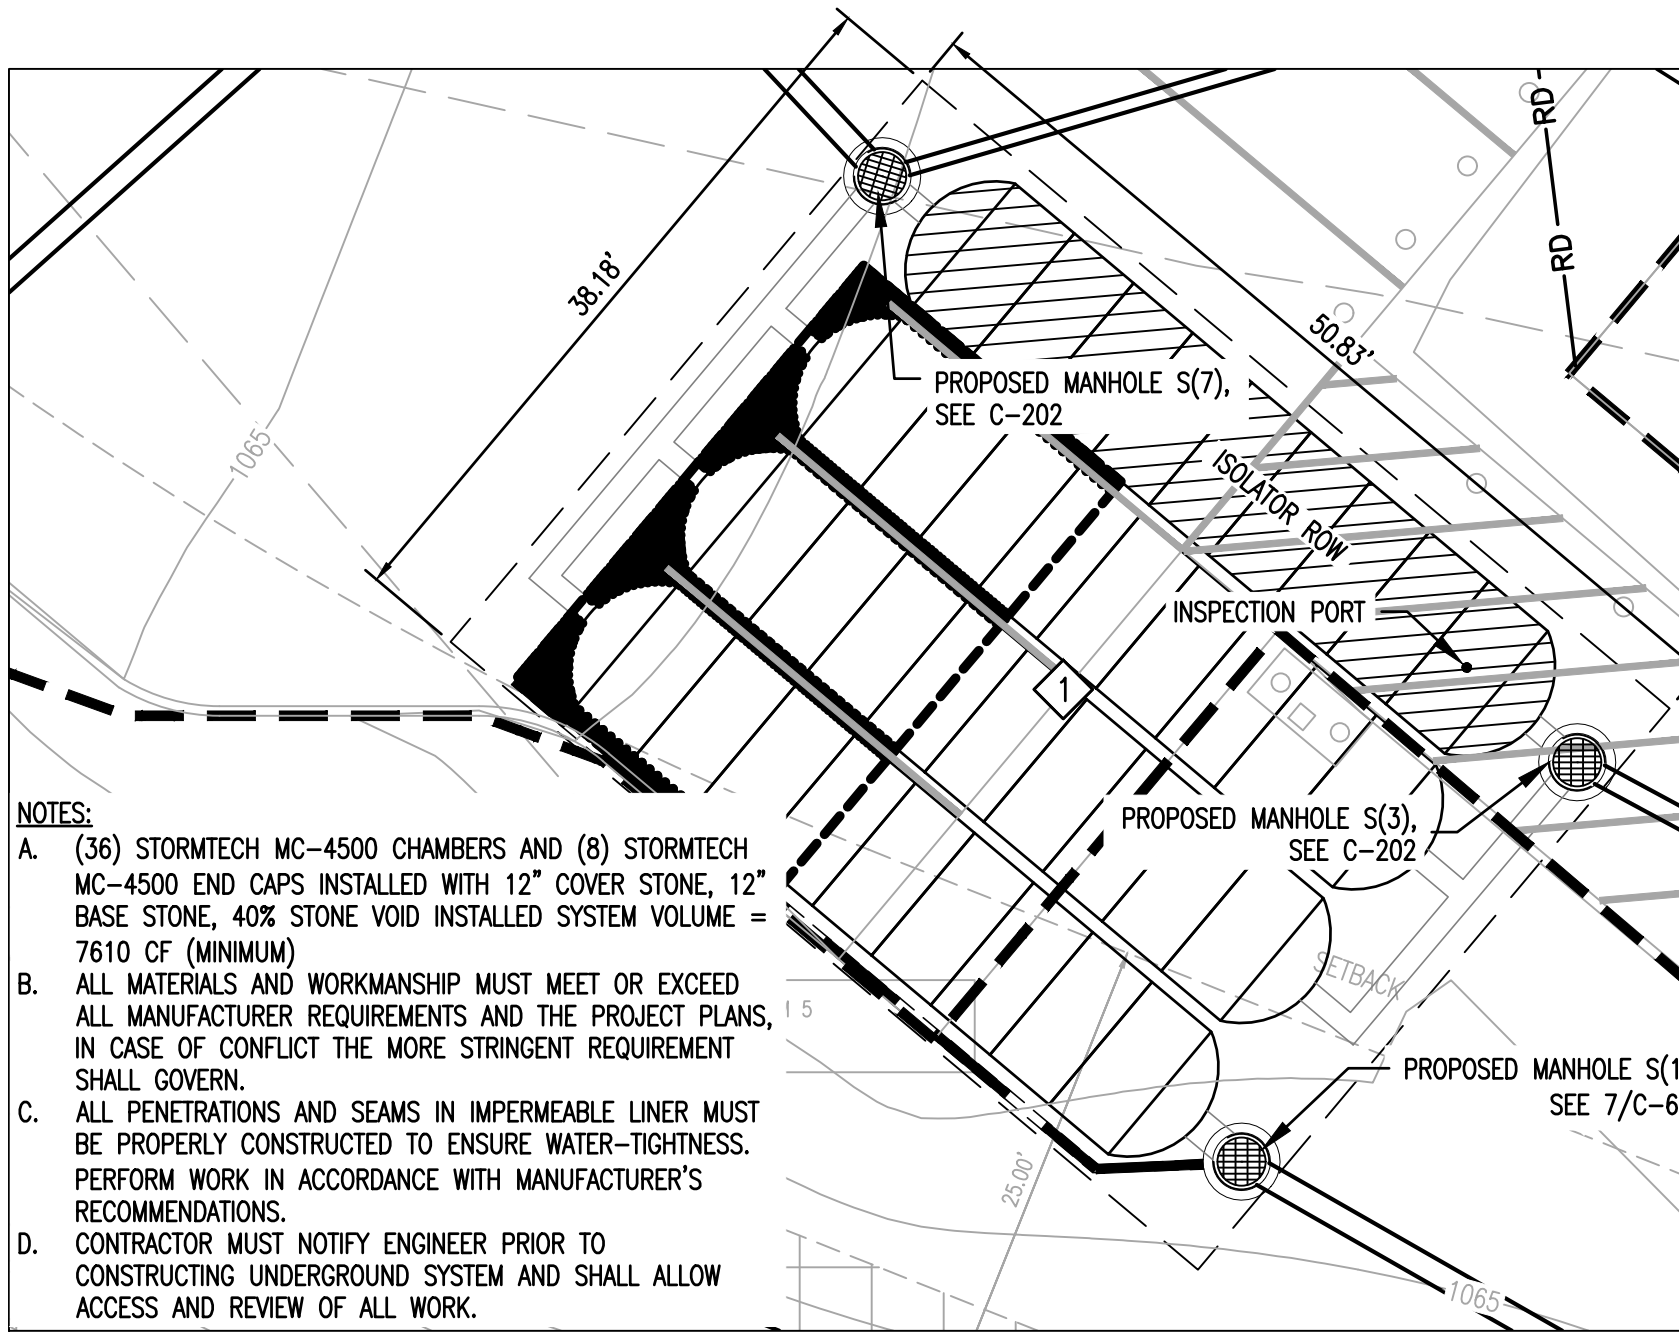 RD
RD
38.18'
50.83'
PROPOSED MANHOLE S(7),
SEE C-202
1065
ISOLATOR ROW
INSPECTION PORT
1
PROPOSED MANHOLE S(3),
SEE C-202
SETBACK
5
PROPOSED MANHOLE S(1
SEE 7/C-6
25.00'
1065
NOTES:
A. (36) STORMTECH MC-4500 CHAMBERS AND (8) STORMTECH
MC-4500 END CAPS INSTALLED WITH 12" COVER STONE, 12"
BASE STONE, 40% STONE VOID INSTALLED SYSTEM VOLUME =
7610 CF (MINIMUM)
B. ALL MATERIALS AND WORKMANSHIP MUST MEET OR EXCEED
ALL MANUFACTURER REQUIREMENTS AND THE PROJECT PLANS,
IN CASE OF CONFLICT THE MORE STRINGENT REQUIREMENT
SHALL GOVERN.
C. ALL PENETRATIONS AND SEAMS IN IMPERMEABLE LINER MUST
BE PROPERLY CONSTRUCTED TO ENSURE WATER-TIGHTNESS.
PERFORM WORK IN ACCORDANCE WITH MANUFACTURER'S
RECOMMENDATIONS.
D. CONTRACTOR MUST NOTIFY ENGINEER PRIOR TO
CONSTRUCTING UNDERGROUND SYSTEM AND SHALL ALLOW
ACCESS AND REVIEW OF ALL WORK.